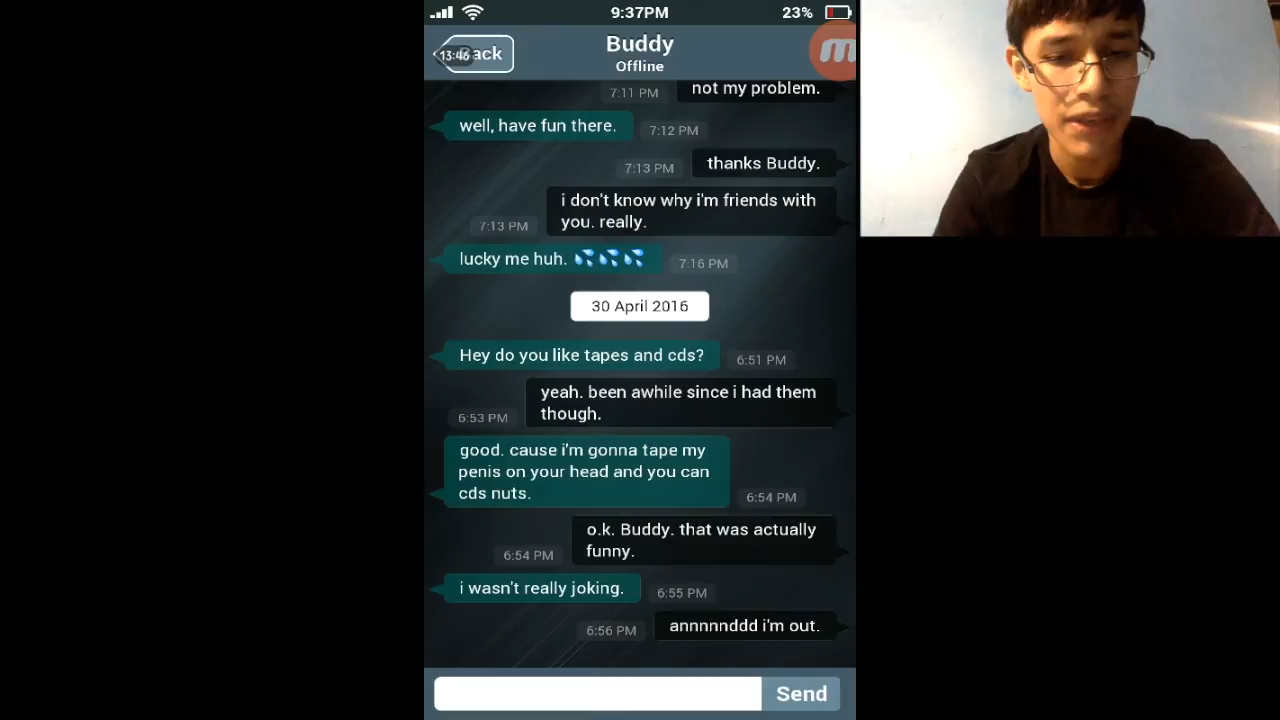 9:37PM
23%
Buddy
Offline
13:46
Back
not my problem.
7:11 PM
well, have fun there.
7:12 PM
thanks Buddy.
7:13 PM
i don't know why i'm friends with
you. really.
7:13 PM
lucky me huh. 💦💦💦
7:16 PM
30 April 2016
Hey do you like tapes and cds?
6:51 PM
yeah. been awhile since i had them
though.
6:53 PM
good. cause i'm gonna tape my
penis on your head and you can
cds nuts.
6:54 PM
o.k. Buddy. that was actually
funny.
6:54 PM
i wasn't really joking.
6:55 PM
annnnnddd i'm out.
6:56 PM
Send